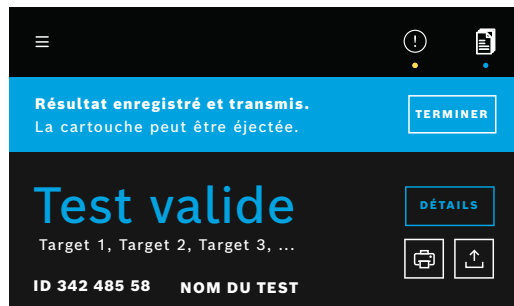 Résultat enregistré et transmis.
La cartouche peut être éjectée.
TERMINER
Test valide
DÉTAILS
Target 1, Target 2, Target 3, ...
ID 342 485 58 NOM DU TEST